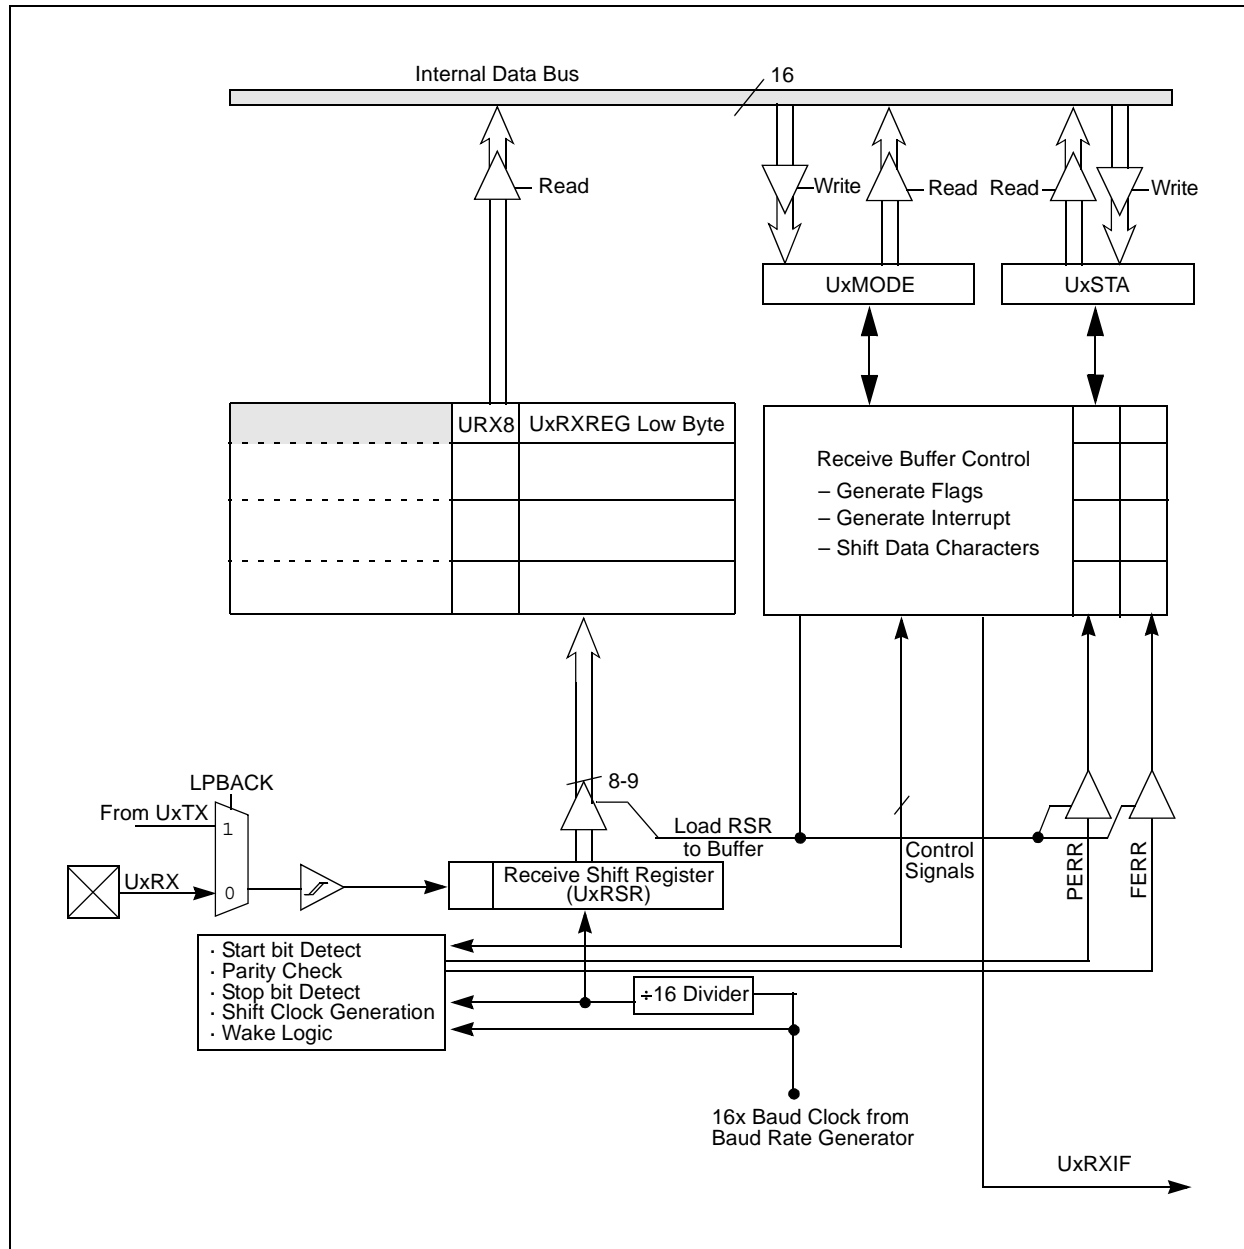 Internal Data Bus
16
Read
Write
Read
Read
Write
UxMODE
UxSTA
URX8
UxRXREG Low Byte
Receive Buffer Control
– Generate Flags
– Generate Interrupt
– Shift Data Characters
LPBACK
From UxTX
1
8-9
Load RSR
to Buffer
Control
Signals
PERR
FERR
UxRX
0
Receive Shift Register
(UxRSR)
· Start bit Detect
· Parity Check
· Stop bit Detect
· Shift Clock Generation
· Wake Logic
÷16 Divider
16x Baud Clock from
Baud Rate Generator
UxRXIF